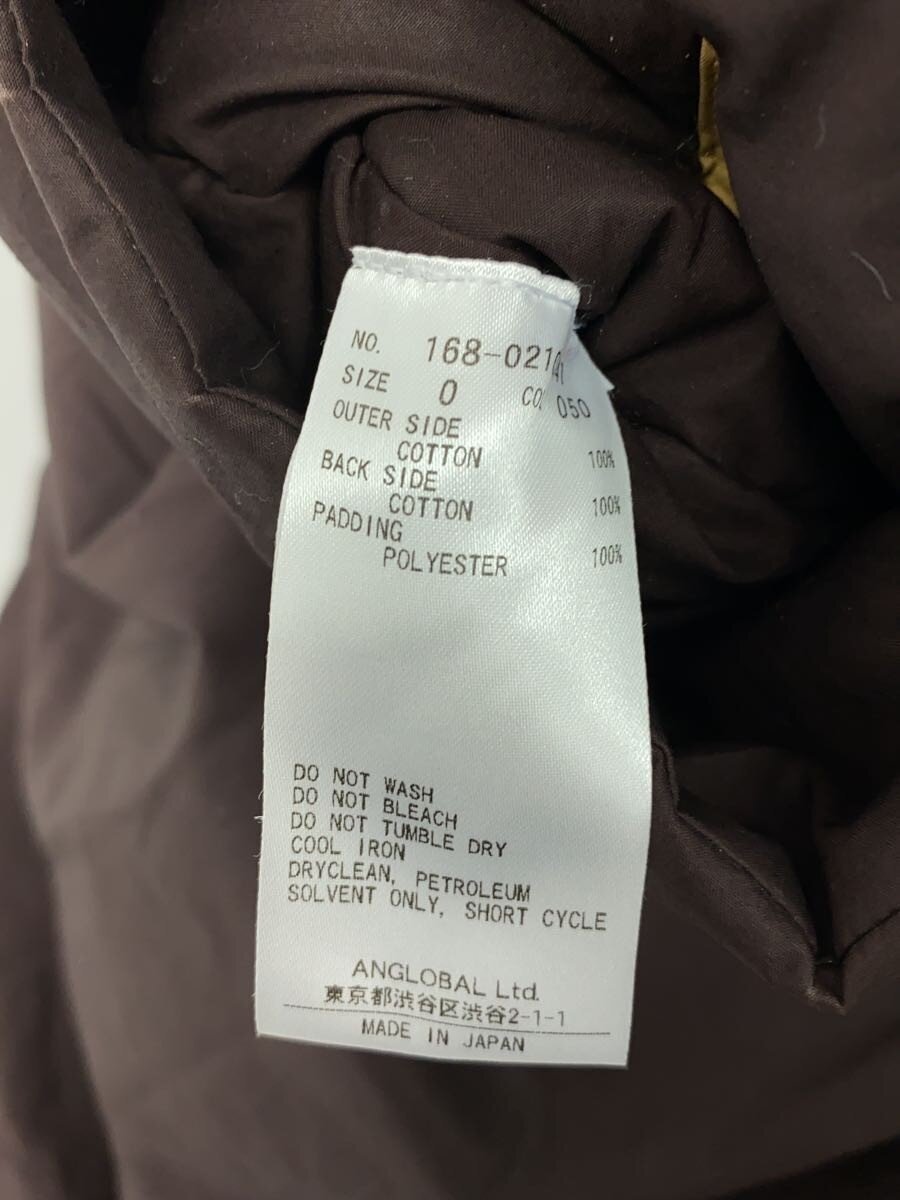 NO. 168-02101
SIZE 0 CO. 050
OUTER SIDE
COTTON 100%
BACK SIDE
COTTON 100%
PADDING
POLYESTER 100%
DO NOT WASH
DO NOT BLEACH
DO NOT TUMBLE DRY
COOL IRON
DRYCLEAN, PETROLEUM
SOLVENT ONLY, SHORT CYCLE
ANGLOBAL Ltd.
東京都渋谷区渋谷2-1-1
MADE IN JAPAN